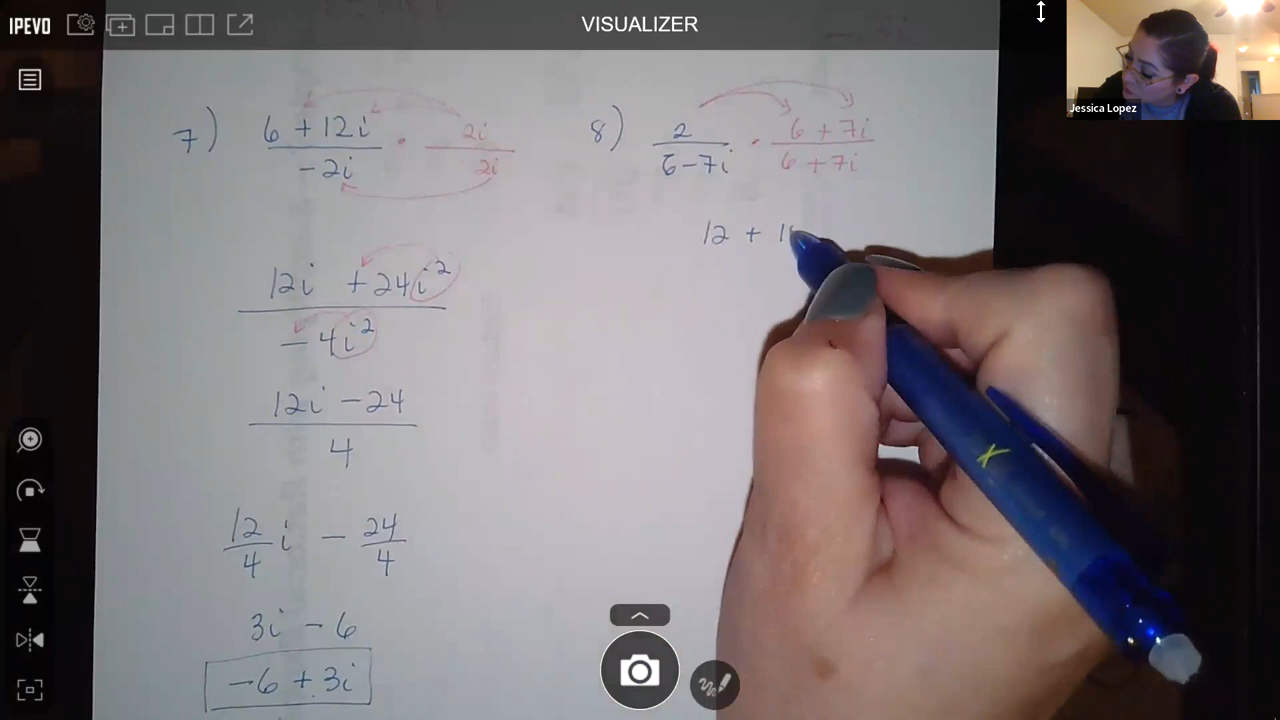 IPEVO
VISUALIZER
Jessica Lopez
7) 6 + 12i / -2i · 2i / 2i
12i + 24i² / -4i²
12i - 24 / 4
12/4 i - 24/4
3i - 6
-6 + 3i
8) 2 / 6 - 7i · 6 + 7i / 6 + 7i
12 + 1